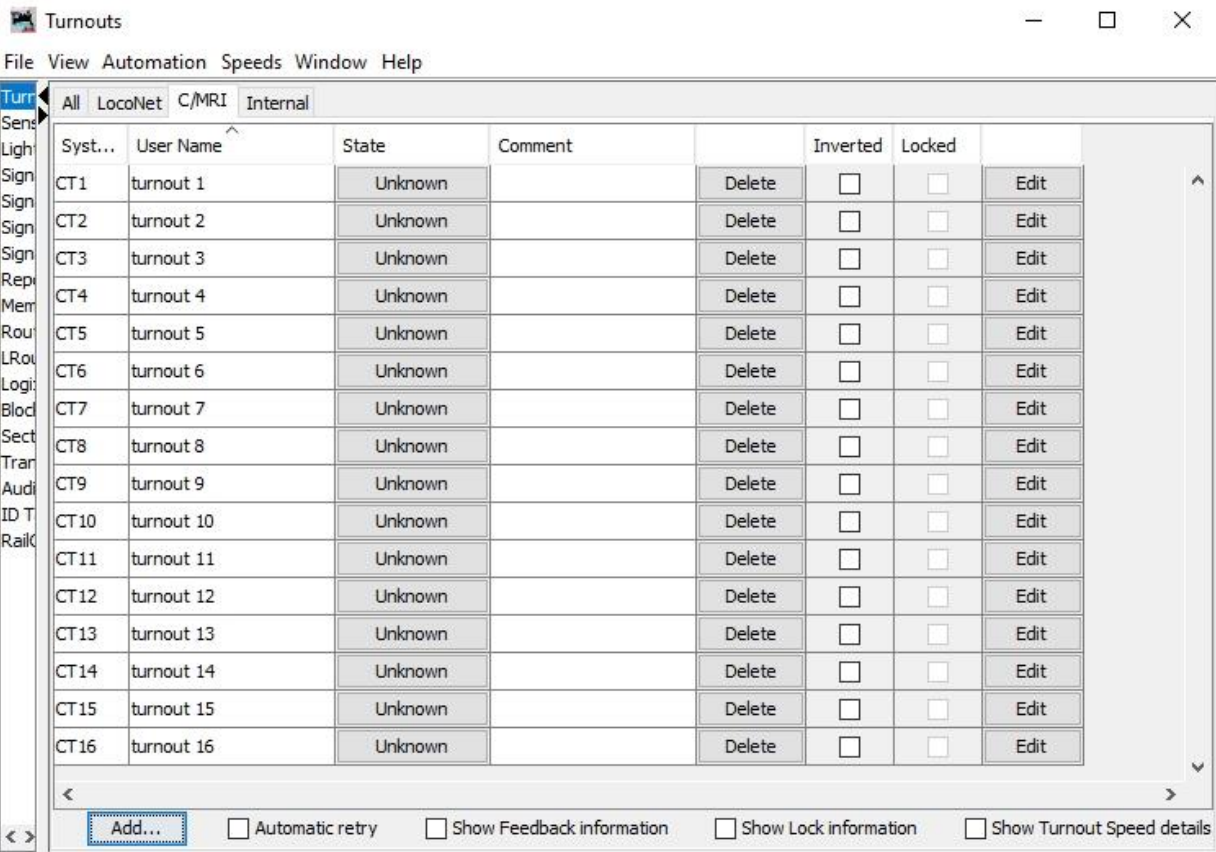 Turnouts
File View Automation Speeds Window Help
All LocoNet C/MRI Internal
Syst... User Name State Comment Inverted Locked
CT1 turnout 1 Unknown Delete Edit
CT2 turnout 2 Unknown Delete Edit
CT3 turnout 3 Unknown Delete Edit
CT4 turnout 4 Unknown Delete Edit
CT5 turnout 5 Unknown Delete Edit
CT6 turnout 6 Unknown Delete Edit
CT7 turnout 7 Unknown Delete Edit
CT8 turnout 8 Unknown Delete Edit
CT9 turnout 9 Unknown Delete Edit
CT10 turnout 10 Unknown Delete Edit
CT11 turnout 11 Unknown Delete Edit
CT12 turnout 12 Unknown Delete Edit
CT13 turnout 13 Unknown Delete Edit
CT14 turnout 14 Unknown Delete Edit
CT15 turnout 15 Unknown Delete Edit
CT16 turnout 16 Unknown Delete Edit
Add... Automatic retry Show Feedback information Show Lock information Show Turnout Speed details